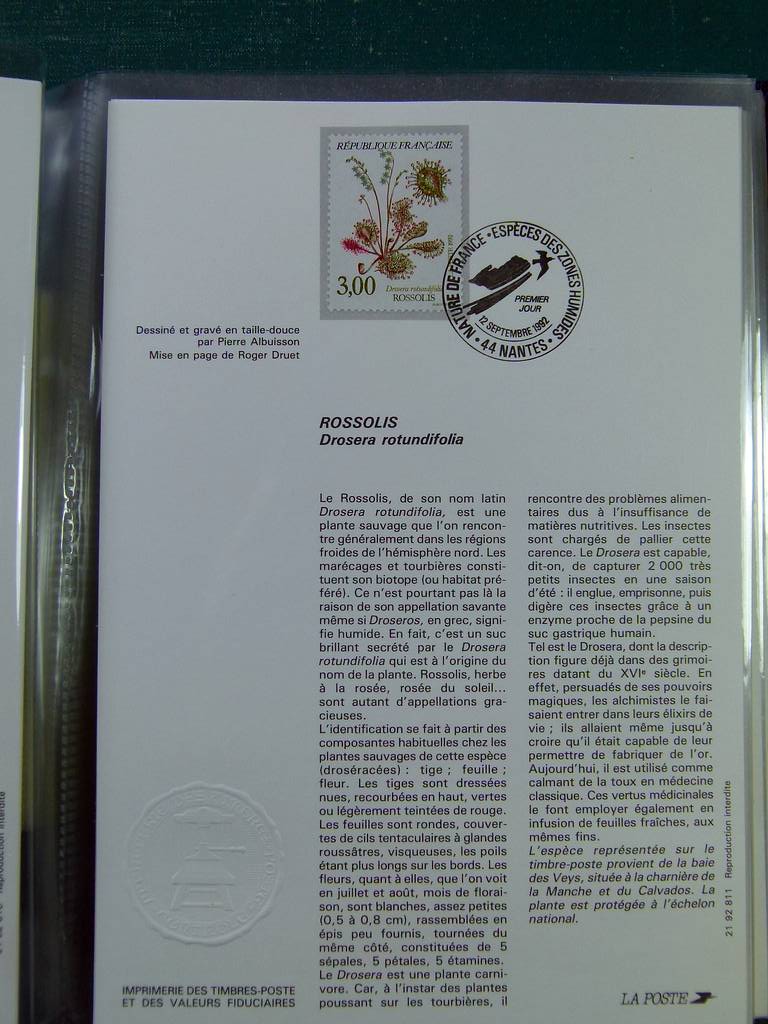 RÉPUBLIQUE FRANÇAISE
3,00
Drosera rotundifolia
ROSSOLIS
1992
NATURE DE FRANCE • ESPÈCES DES ZONES HUMIDES •
PREMIER
JOUR
12 SEPTEMBRE 1992
44 NANTES
Dessiné et gravé en taille-douce
par Pierre Albuisson
Mise en page de Roger Druet
ROSSOLIS
Drosera rotundifolia
Le Rossolis, de son nom latin
Drosera rotundifolia, est une
plante sauvage que l'on rencon-
tre généralement dans les régions
froides de l'hémisphère nord. Les
marécages et tourbières consti-
tuent son biotope (ou habitat pré-
féré). Ce n'est pourtant pas là la
raison de son appellation savante
même si Droseros, en grec, signi-
fie humide. En fait, c'est un suc
brillant secrété par le Drosera
rotundifolia qui est à l'origine du
nom de la plante. Rossolis, herbe
à la rosée, rosée du soleil...
sont autant d'appellations gra-
cieuses.
L'identification se fait à partir des
composantes habituelles chez les
plantes sauvages de cette espèce
(droséracées) : tige ; feuille ;
fleur. Les tiges sont dressées
nues, recourbées en haut, vertes
ou légèrement teintées de rouge.
Les feuilles sont rondes, couver-
tes de cils tentaculaires à glandes
roussâtres, visqueuses, les poils
étant plus longs sur les bords. Les
fleurs, quant à elles, que l'on voit
en juillet et août, mois de florai-
son, sont blanches, assez petites
(0,5 à 0,8 cm), rassemblées en
épis peu fournis, tournées du
même côté, constituées de 5
sépales, 5 pétales, 5 étamines.
Le Drosera est une plante carni-
vore. Car, à l'instar des plantes
poussant sur les tourbières, il
rencontre des problèmes alimen-
taires dus à l'insuffisance de
matières nutritives. Les insectes
sont chargés de pallier cette
carence. Le Drosera est capable,
dit-on, de capturer 2 000 très
petits insectes en une saison
d'été : il englue, emprisonne, puis
digère ces insectes grâce à un
enzyme proche de la pepsine du
suc gastrique humain.
Tel est le Drosera, dont la descrip-
tion figure déjà dans des grimoi-
res datant du XVIe siècle. En
effet, persuadés de ses pouvoirs
magiques, les alchimistes le fai-
saient entrer dans leurs élixirs de
vie ; ils allaient même jusqu'à
croire qu'il était capable de leur
permettre de fabriquer de l'or.
Aujourd'hui, il est utilisé comme
calmant de la toux en médecine
classique. Ces vertus médicinales
le font employer également en
infusion de feuilles fraîches, aux
mêmes fins.
L'espèce représentée sur le
timbre-poste provient de la baie
des Veys, située à la charnière de
la Manche et du Calvados. La
plante est protégée à l'échelon
national.
21 92 811 Reproduction interdite
IMPRIMERIE DES TIMBRES-POSTE
ET DES VALEURS FIDUCIAIRES
LA POSTE
Reproduction interdite